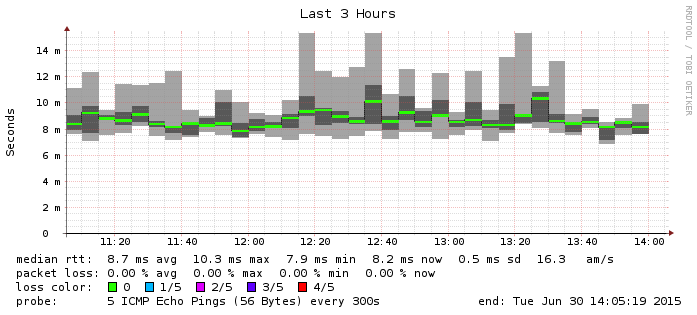 Last 3 Hours
RRDTOOL / TOBI OETIKER
Seconds
14 m
12 m
10 m
8 m
6 m
4 m
2 m
0
11:20 11:40 12:00 12:20 12:40 13:00 13:20 13:40 14:00
median rtt: 8.7 ms avg 10.3 ms max 7.9 ms min 8.2 ms now 0.5 ms sd 16.3 am/s
packet loss: 0.00 % avg 0.00 % max 0.00 % min 0.00 % now
loss color: 0 1/5 2/5 3/5 4/5
probe: 5 ICMP Echo Pings (56 Bytes) every 300s end: Tue Jun 30 14:05:19 2015